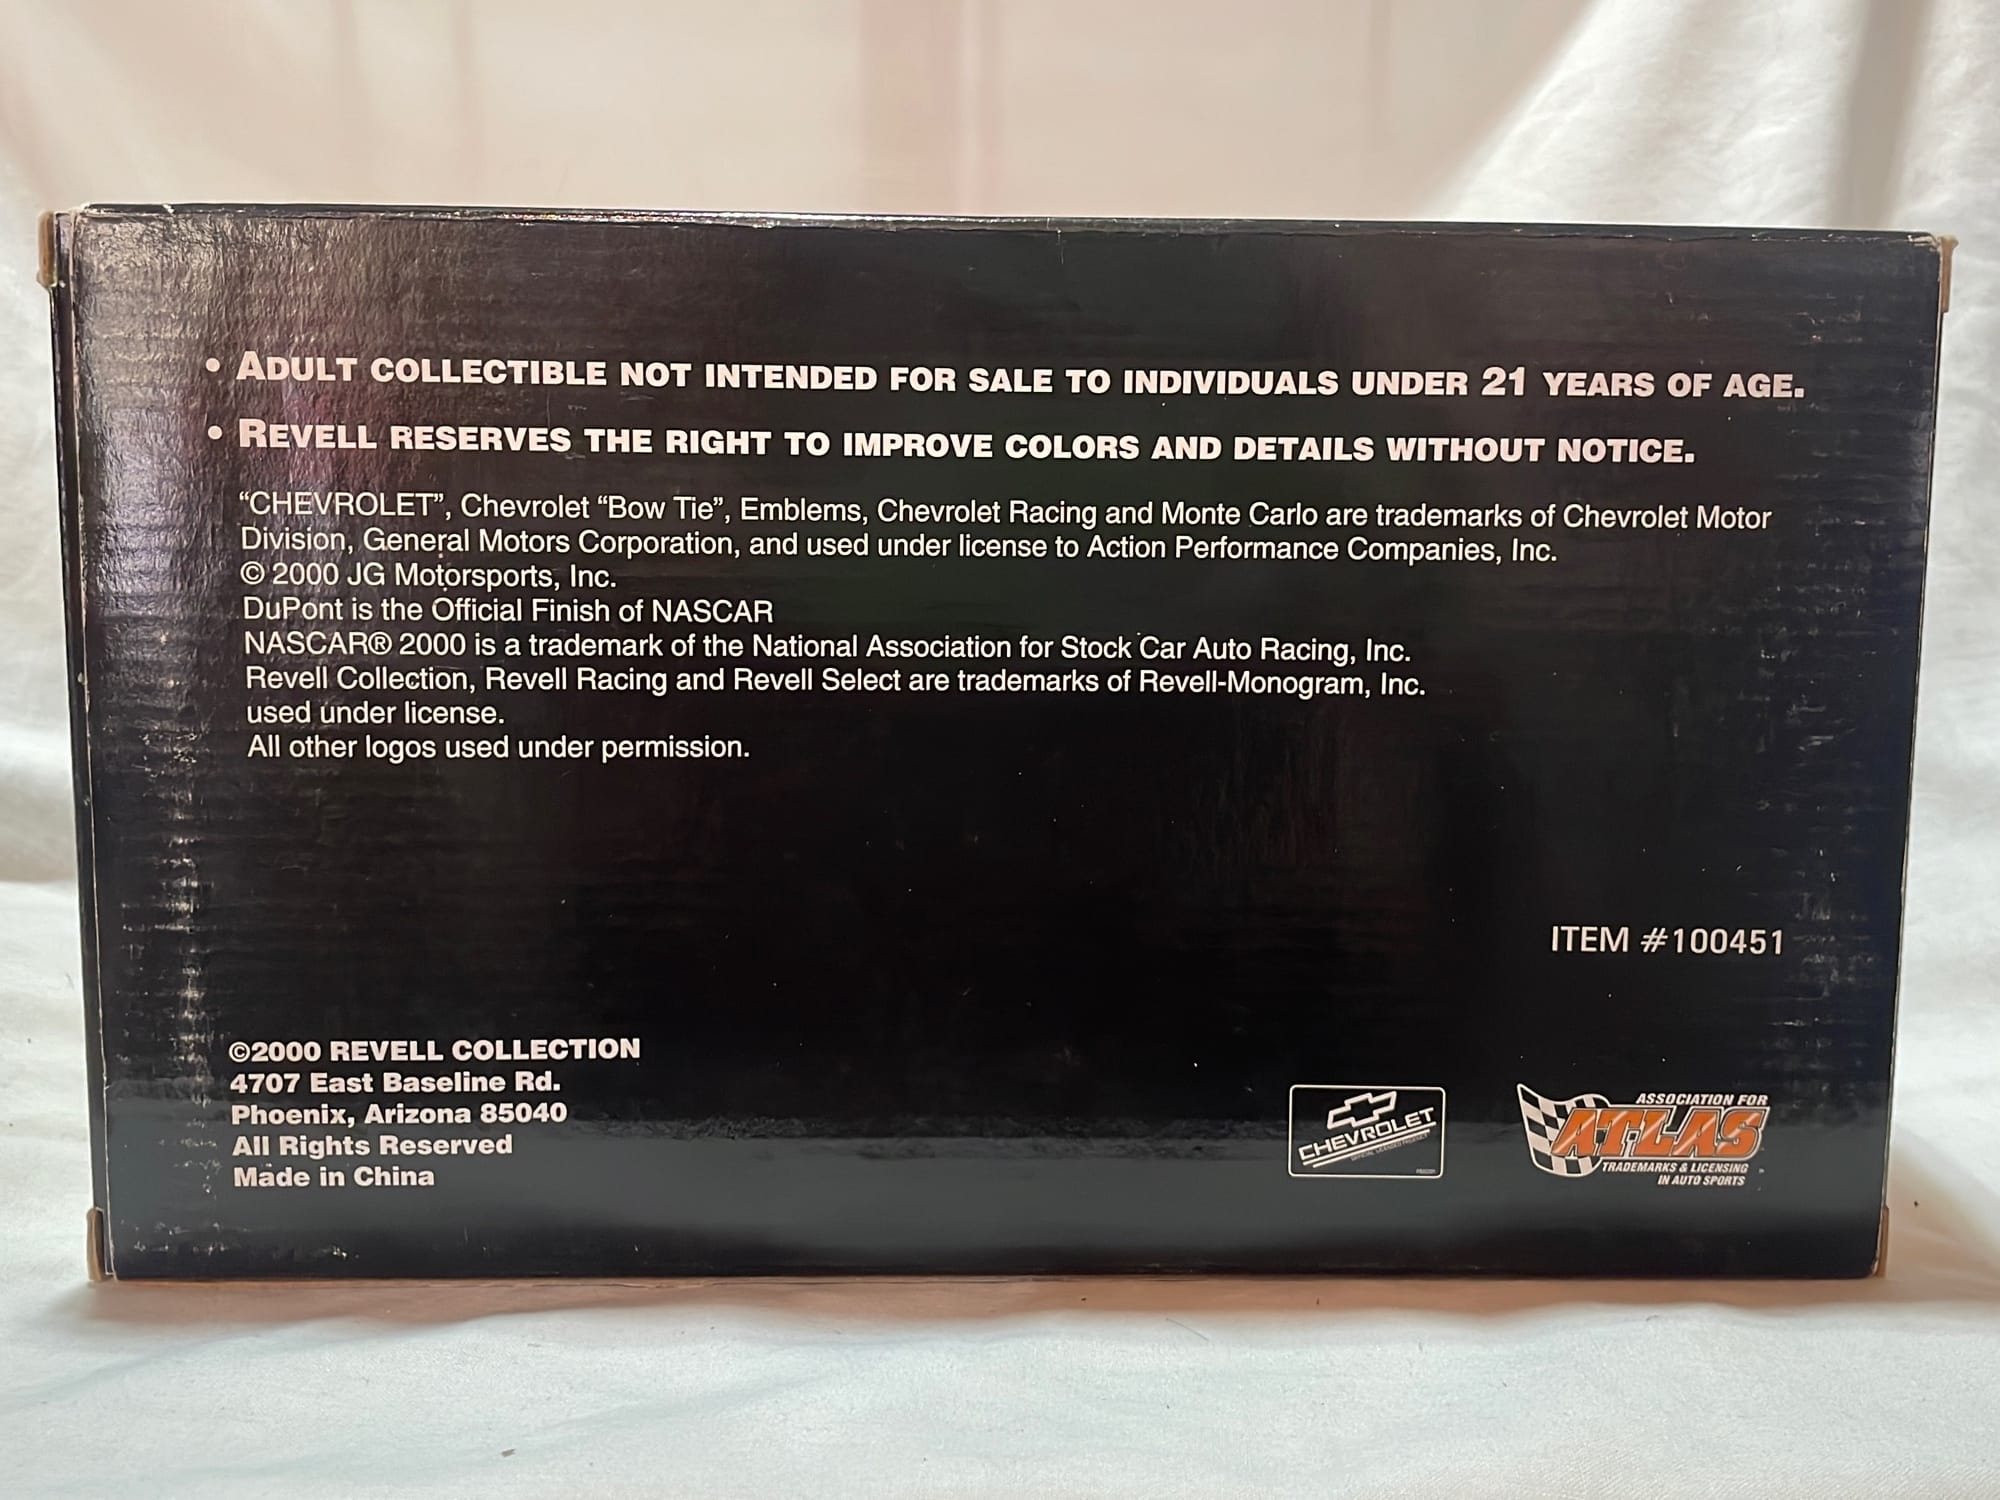 • ADULT COLLECTIBLE NOT INTENDED FOR SALE TO INDIVIDUALS UNDER 21 YEARS OF AGE.
• REVELL RESERVES THE RIGHT TO IMPROVE COLORS AND DETAILS WITHOUT NOTICE.
“CHEVROLET”, Chevrolet “Bow Tie”, Emblems, Chevrolet Racing and Monte Carlo are trademarks of Chevrolet Motor
Division, General Motors Corporation, and used under license to Action Performance Companies, Inc.
© 2000 JG Motorsports, Inc.
DuPont is the Official Finish of NASCAR
NASCAR® 2000 is a trademark of the National Association for Stock Car Auto Racing, Inc.
Revell Collection, Revell Racing and Revell Select are trademarks of Revell-Monogram, Inc.
used under license.
All other logos used under permission.
ITEM #100451
©2000 REVELL COLLECTION
4707 East Baseline Rd.
Phoenix, Arizona 85040
All Rights Reserved
Made in China
CHEVROLET
ASSOCIATION FOR
ATLAS
TRADEMARKS & LICENSING
IN AUTO SPORTS